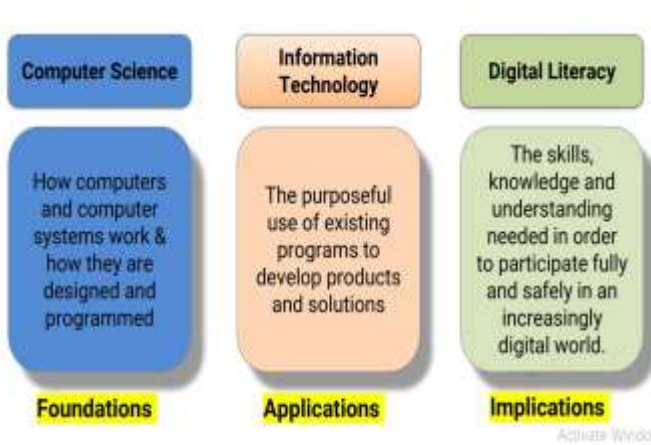 Computer Science
Information
Technology
Digital Literacy
How computers
and computer
systems work &
how they are
designed and
programmed
The purposeful
use of existing
programs to
develop products
and solutions
The skills,
knowledge and
understanding
needed in order
to participate fully
and safely in an
increasingly
digital world.
Foundations
Applications
Implications
Activate Windo